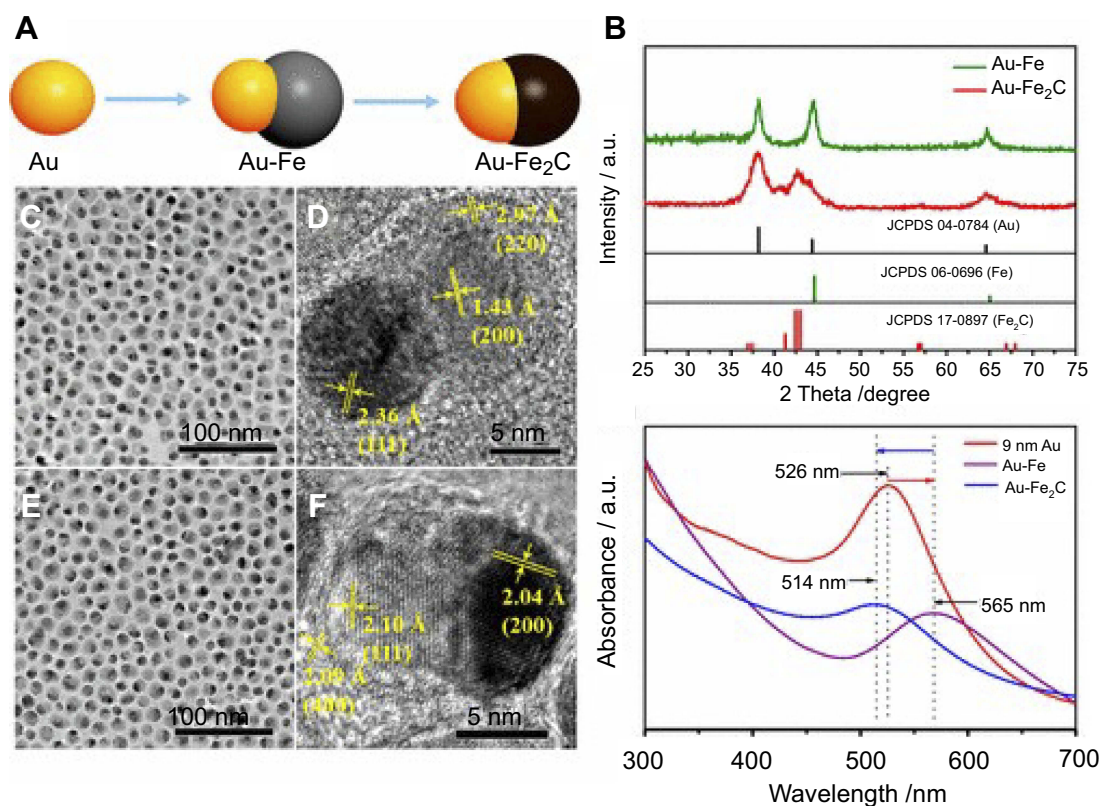 A
Au
Au-Fe
Au-Fe₂C
B
Au-Fe
Au-Fe₂C
Intensity / a.u.
JCPDS 04-0784 (Au)
JCPDS 06-0696 (Fe)
JCPDS 17-0897 (Fe₂C)
25 30 35 40 45 50 55 60 65 70 75 25
2 Theta /degree
C
100 nm
D
2.97 Å
(220)
1.43 Å
(200)
2.36 Å
(111)
5 nm
E
100 nm
F
2.04 Å
(200)
2.10 Å
(111)
2.09 Å
(400)
5 nm
9 nm Au
Au-Fe
Au-Fe₂C
526 nm
514 nm
565 nm
Absorbance / a.u.
300 400 500 600 700
Wavelength /nm